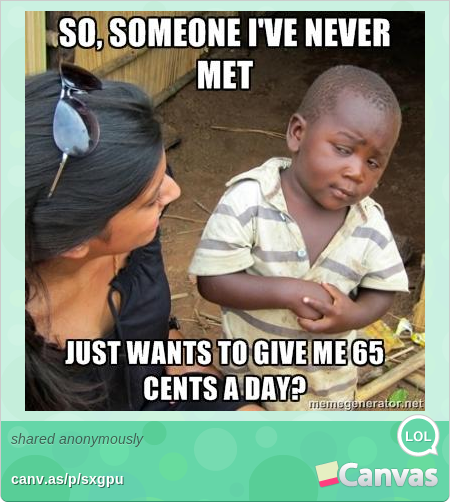 SO, SOMEONE I'VE NEVER
MET
JUST WANTS TO GIVE ME 65
CENTS A DAY?
memegenerator.net
shared anonymously
LOL
canv.as/p/sxgpu
Canvas